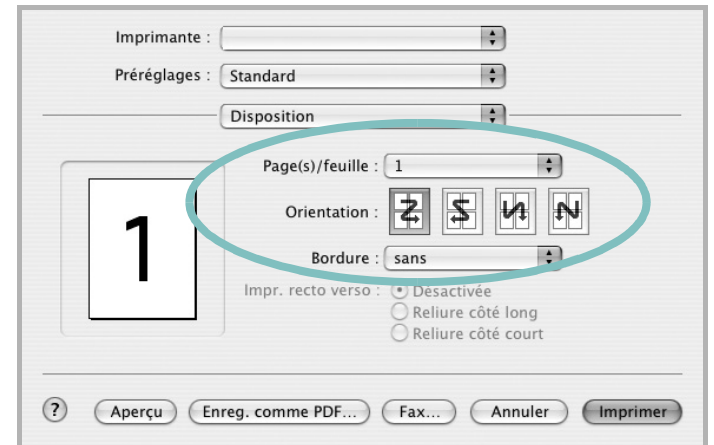 Imprimante :
Préréglages : Standard
Disposition
Page(s)/feuille : 1
1
Orientation :
Bordure : sans
Impr. recto verso : Désactivée
Reliure côté long
Reliure côté court
? Aperçu Enreg. comme PDF... Fax... Annuler Imprimer